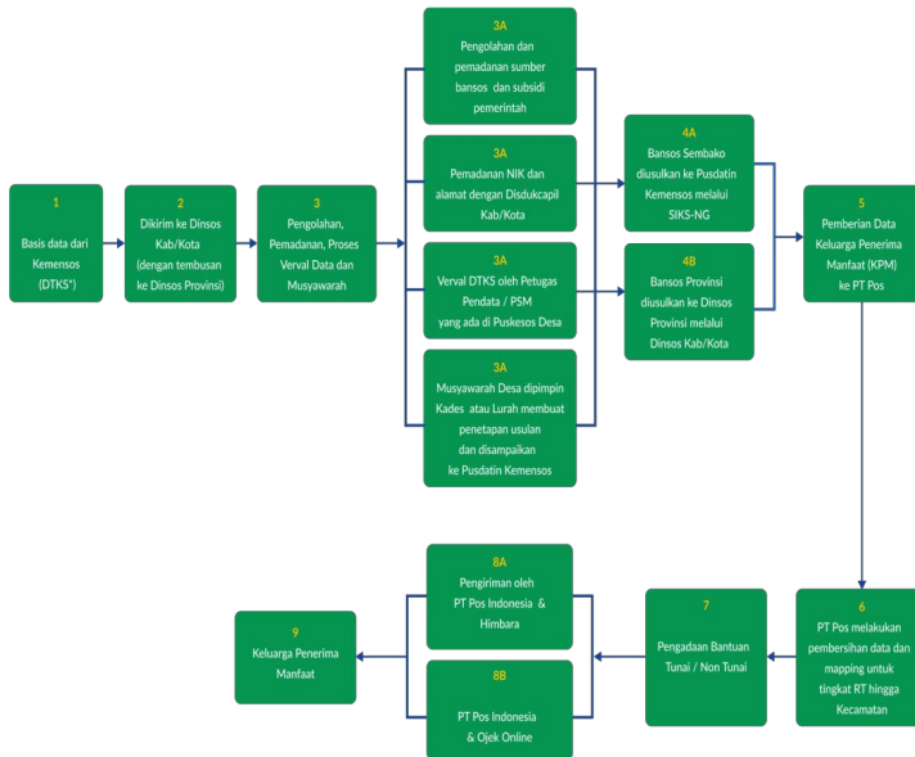 1
Basis data dari
Kemensos
(DTKS*)
2
Dikirim ke Dinsos
Kab/Kota
(dengan tembusan
ke Dinsos Provinsi)
3
Pengolahan,
Pemadanan, Proses
Verval Data dan
Musyawarah
3A
Pengolahan dan
pemadanan sumber
bansos dan subsidi
pemerintah
3A
Pemadanan NIK dan
alamat dengan Disdukcapil
Kab/Kota
3A
Verval DTKS oleh Petugas
Pendata / PSM
yang ada di Puskesos Desa
3A
Musyawarah Desa dipimpin
Kades atau Lurah membuat
penetapan usulan
dan disampaikan
ke Pusdatin Kemensos
4A
Bansos Sembako
diusulkan ke Pusdatin
Kemensos melalui
SIKS-NG
4B
Bansos Provinsi
diusulkan ke Dinsos
Provinsi melalui
Dinsos Kab/Kota
5
Pemberian Data
Keluarga Penerima
Manfaat (KPM)
ke PT Pos
6
PT Pos melakukan
pembersihan data dan
mapping untuk
tingkat RT hingga
Kecamatan
7
Pengadaan Bantuan
Tunai / Non Tunai
8A
Pengiriman oleh
PT Pos Indonesia &
Himbara
8B
PT Pos Indonesia
& Ojek Online
9
Keluarga Penerima
Manfaat